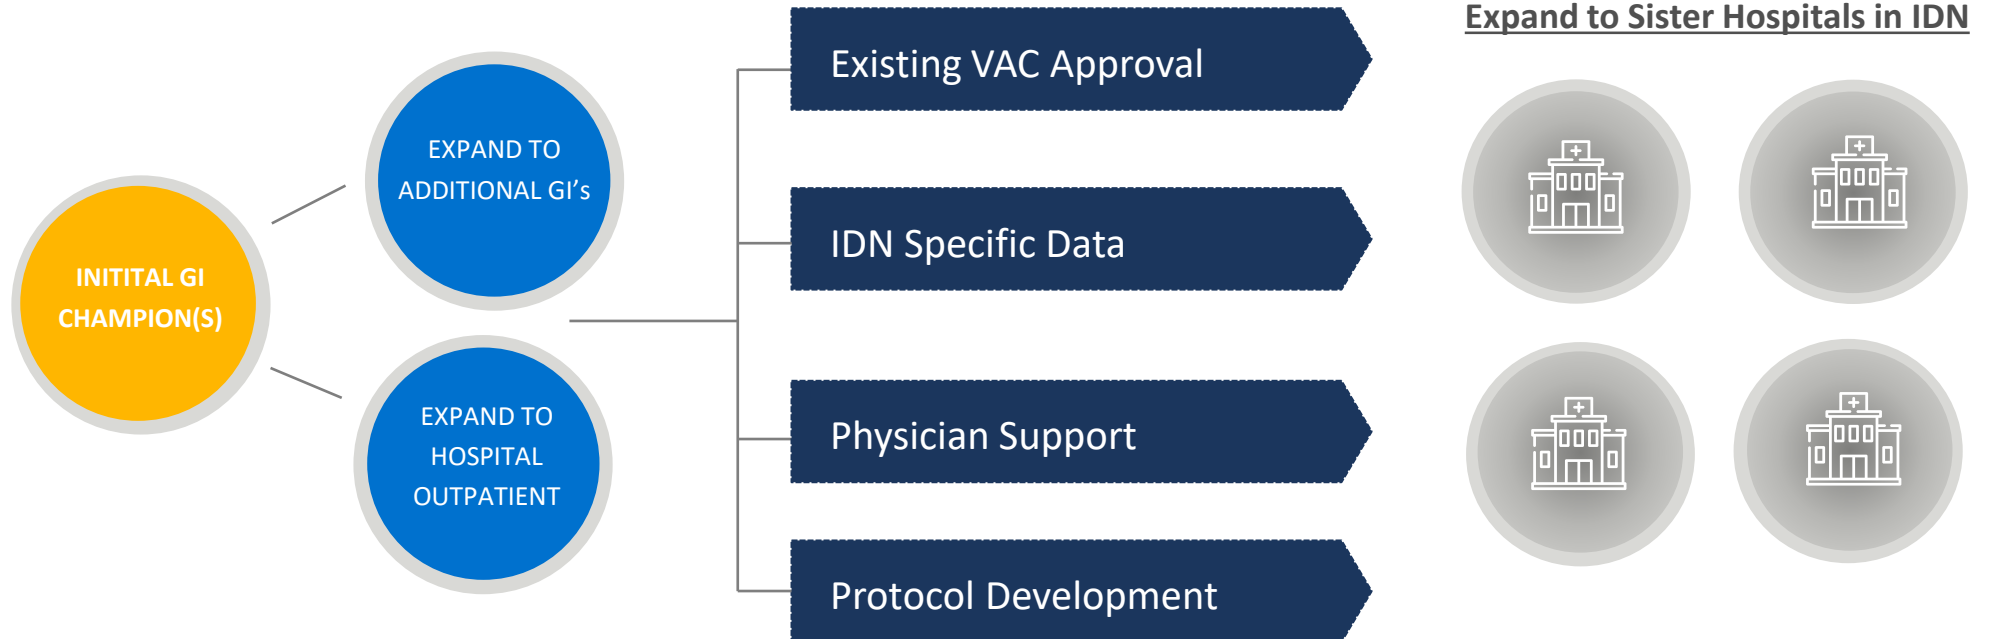 INITITAL GI
CHAMPION(S)
EXPAND TO
ADDITIONAL GI’s
EXPAND TO
HOSPITAL
OUTPATIENT
Existing VAC Approval
IDN Specific Data
Physician Support
Protocol Development
Expand to Sister Hospitals in IDN